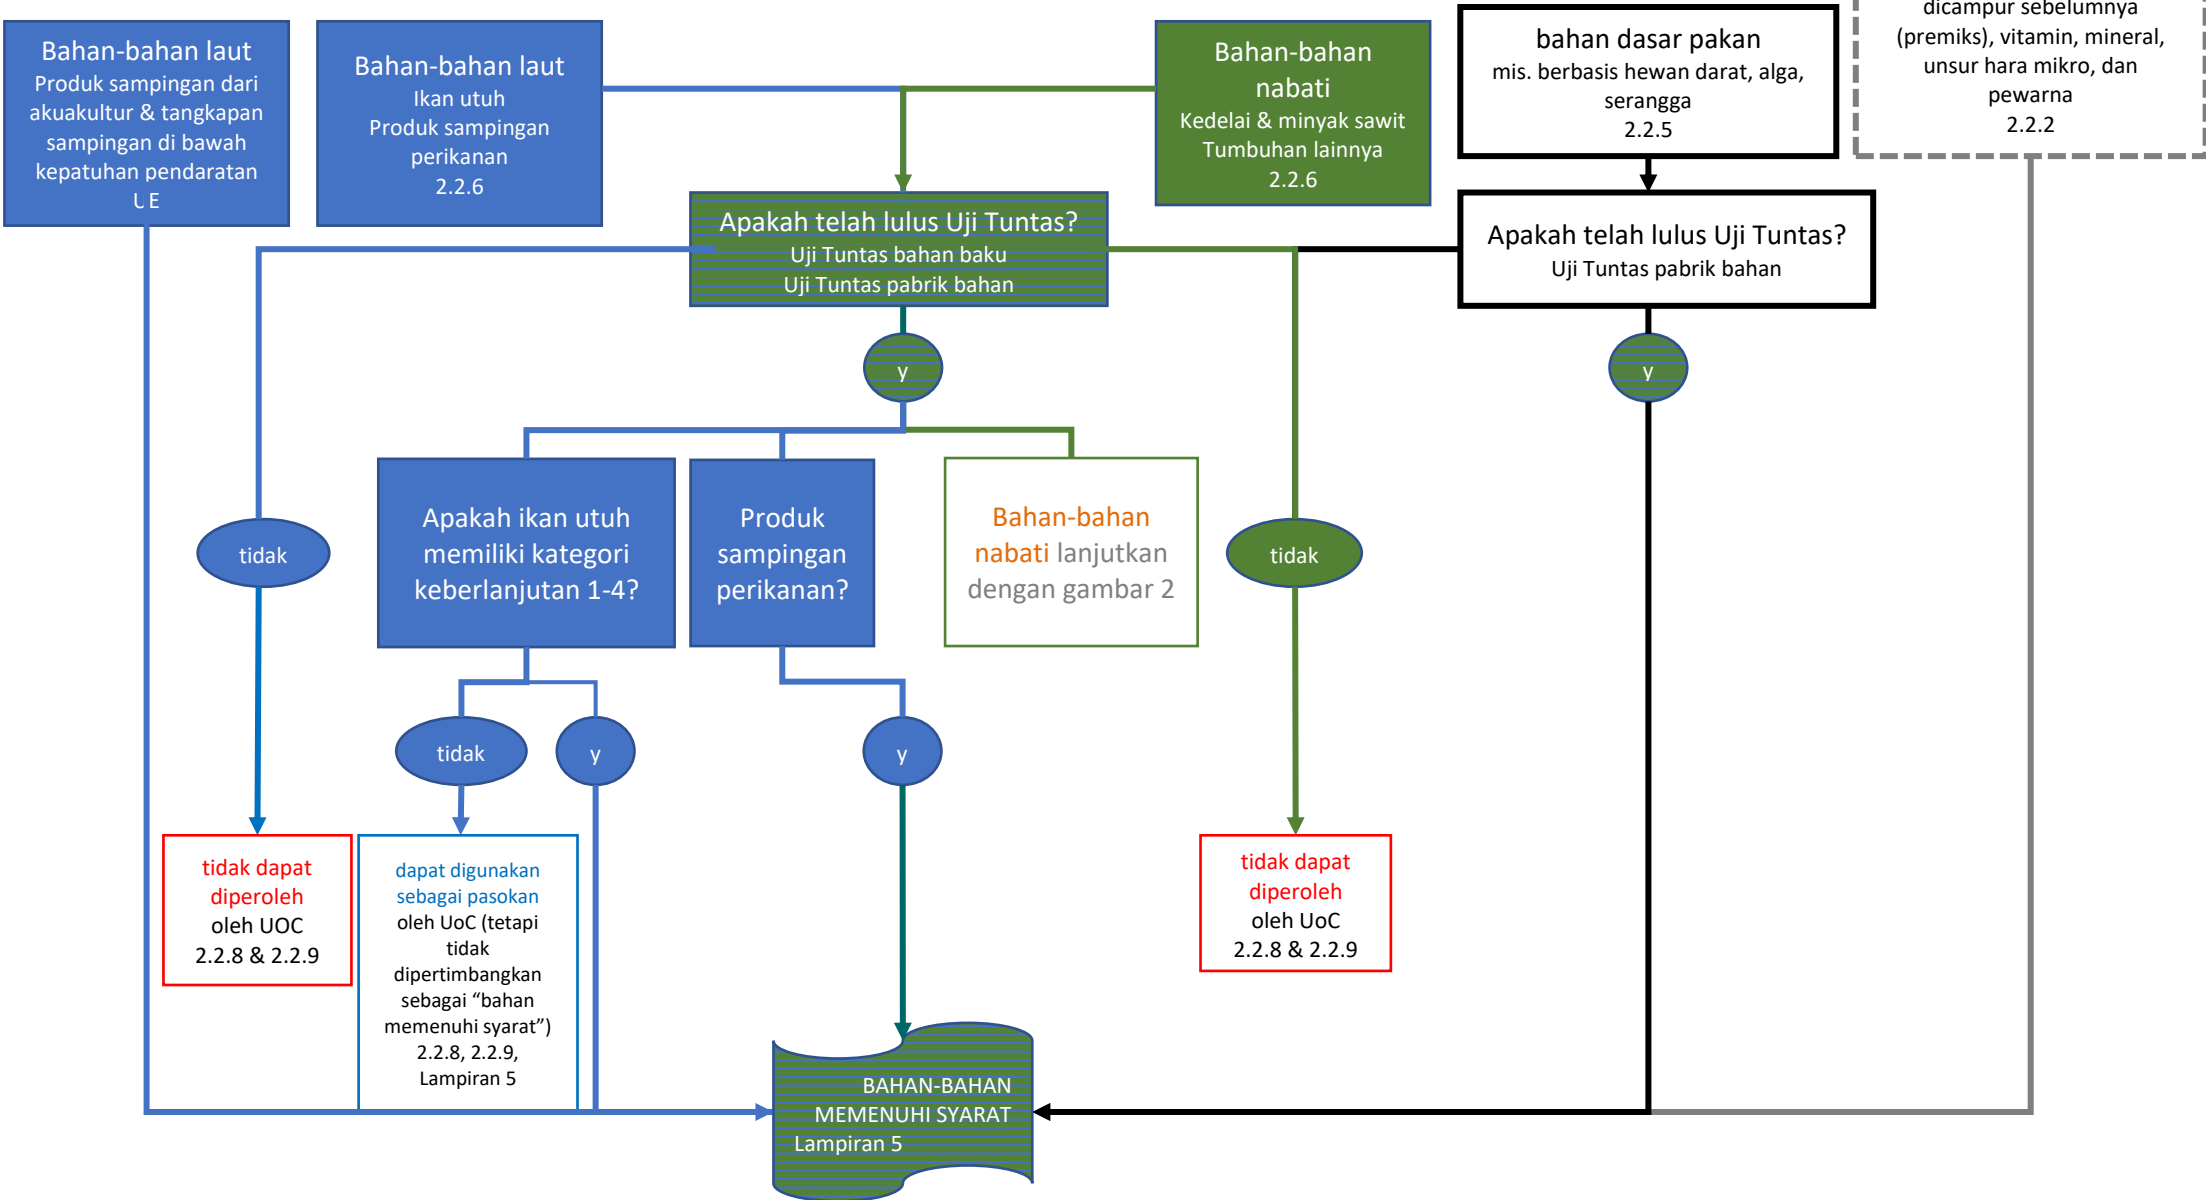 Bahan-bahan laut
Produk sampingan dari
akuakultur & tangkapan
sampingan di bawah
kepatuhan pendaratan
UE
Bahan-bahan laut
Ikan utuh
Produk sampingan
perikanan
2.2.6
Bahan-bahan
nabati
Kedelai & minyak sawit
Tumbuhan lainnya
2.2.6
bahan dasar pakan
mis. berbasis hewan darat, alga,
serangga
2.2.5
dicampur sebelumnya
(premiks), vitamin, mineral,
unsur hara mikro, dan
pewarna
2.2.2
Apakah telah lulus Uji Tuntas?
Uji Tuntas bahan baku
Uji Tuntas pabrik bahan
Apakah telah lulus Uji Tuntas?
Uji Tuntas pabrik bahan
y
y
Apakah ikan utuh
memiliki kategori
keberlanjutan 1-4?
Produk
sampingan
perikanan?
Bahan-bahan
nabati lanjutkan
dengan gambar 2
tidak
tidak
tidak
y
y
tidak dapat
diperoleh
oleh UOC
2.2.8 & 2.2.9
dapat digunakan
sebagai pasokan
oleh UoC (tetapi
tidak
dipertimbangkan
sebagai “bahan
memenuhi syarat”)
2.2.8, 2.2.9,
Lampiran 5
tidak dapat
diperoleh
oleh UoC
2.2.8 & 2.2.9
BAHAN-BAHAN
MEMENUHI SYARAT
Lampiran 5